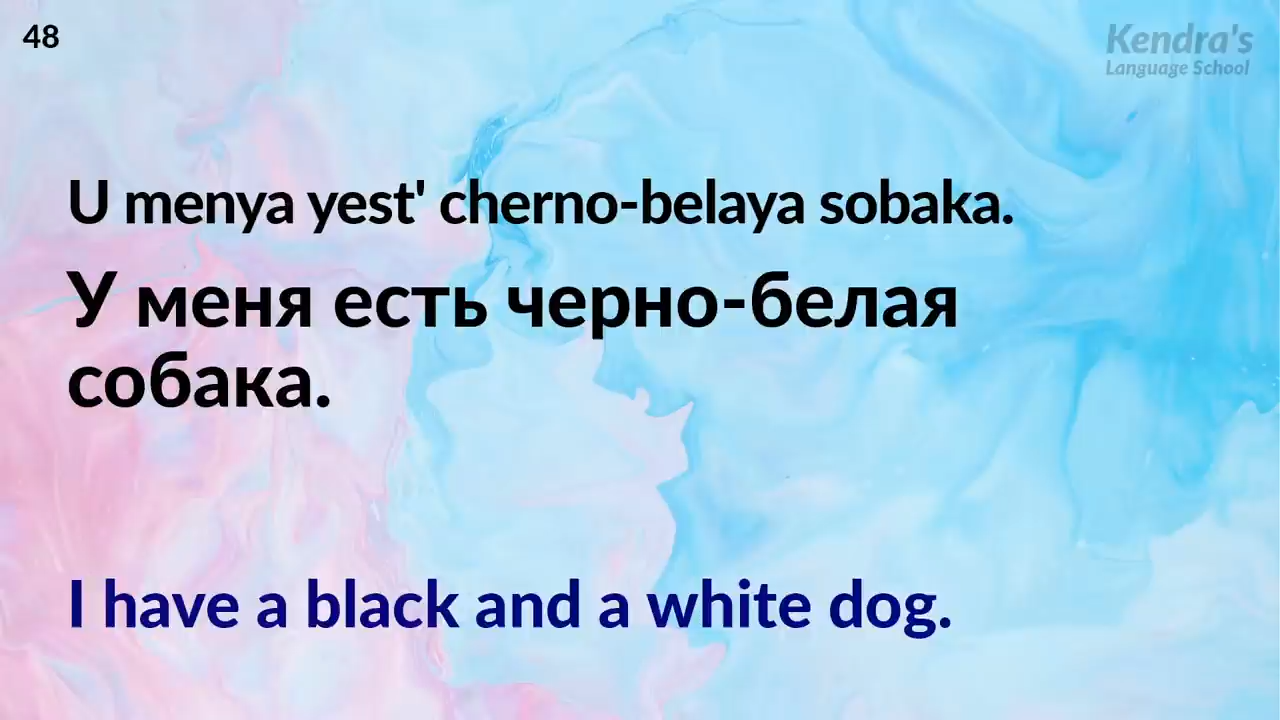 48
Kendra's
Language School
U menya yest' cherno-belaya sobaka.
У меня есть черно-белая
собака.
I have a black and a white dog.